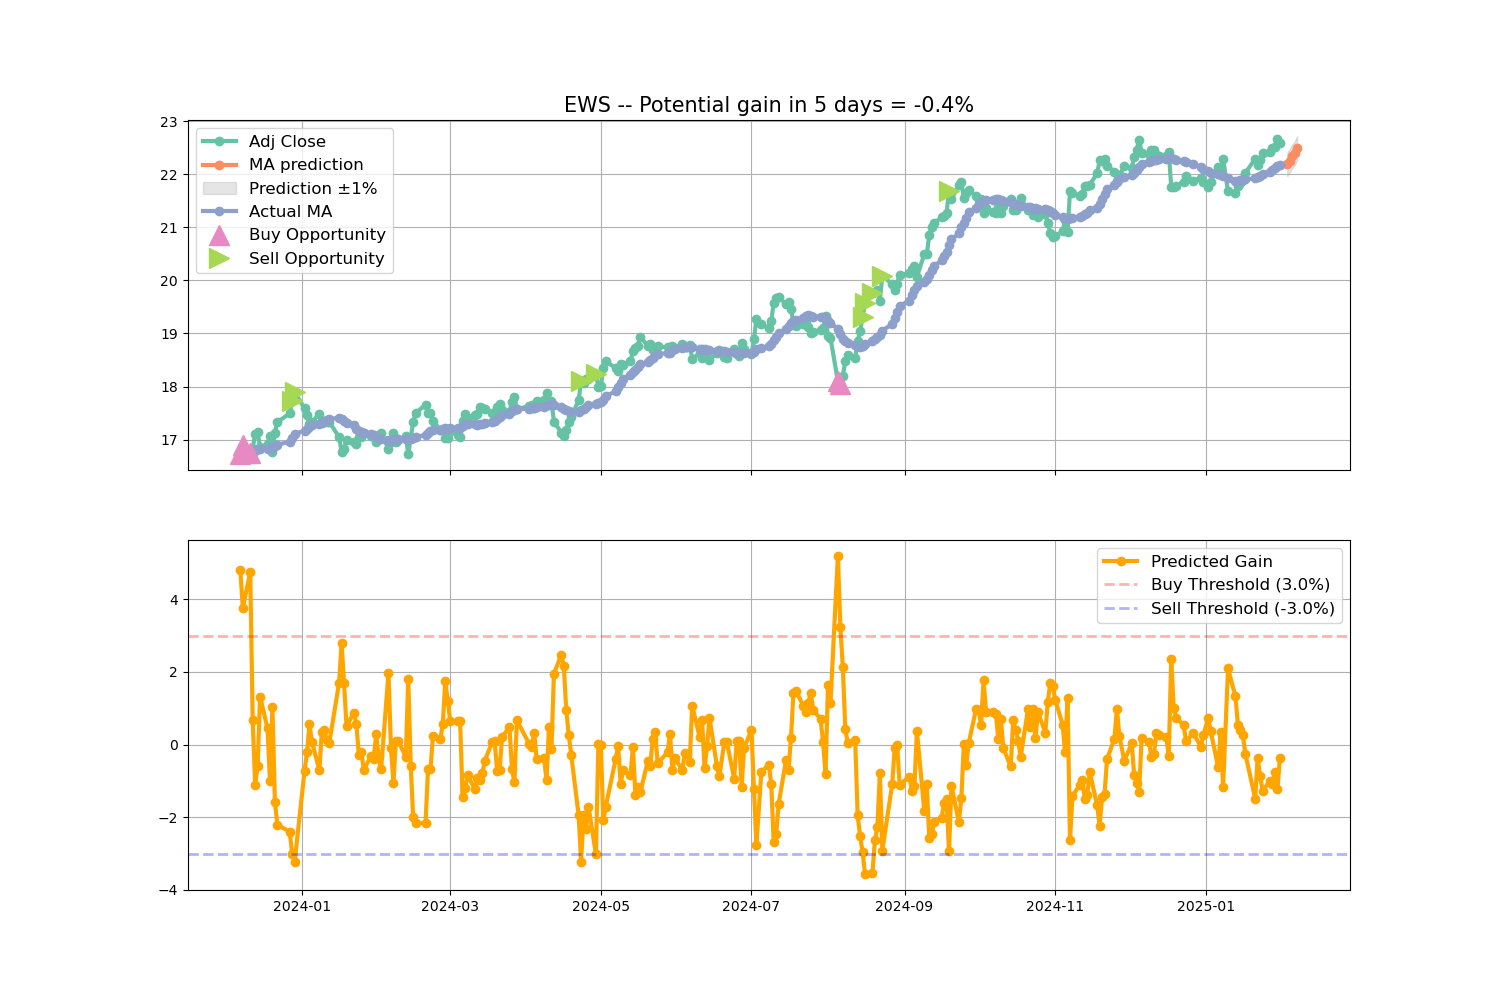 EWS -- Potential gain in 5 days = -0.4%
23
22
21
20
19
18
17
Adj Close
MA prediction
Prediction ±1%
Actual MA
Buy Opportunity
Sell Opportunity
4
2
0
−2
−4
Predicted Gain
Buy Threshold (3.0%)
Sell Threshold (-3.0%)
2024-01
2024-03
2024-05
2024-07
2024-09
2024-11
2025-01